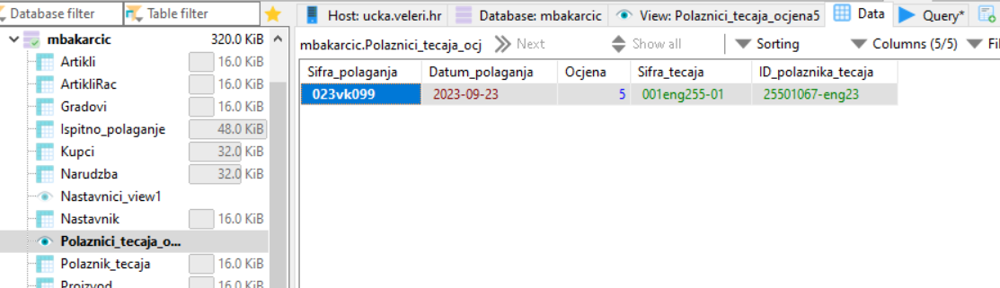 Database filter Table filter Host: ucka.veleri.hr Database: mbakarcic View: Polaznici_tecaja_ocjena5 Data Query*
mbakarcic 320.0 KiB
mbakarcic.Polaznici_tecaja_ocj Next Show all Sorting Columns (5/5) Fil
Artikli 16.0 KiB
ArtikliRac 16.0 KiB
Gradovi 16.0 KiB
Ispitno_polaganje 48.0 KiB
Kupci 32.0 KiB
Narudzba 32.0 KiB
Nastavnici_view1
Nastavnik 16.0 KiB
Polaznici_tecaja_o...
Polaznik_tecaja 16.0 KiB
Proizvod 16.0 KiB
Sifra_polaganja Datum_polaganja Ocjena Sifra_tecaja ID_polaznika_tecaja
023vk099 2023-09-23 5 001eng255-01 25501067-eng23